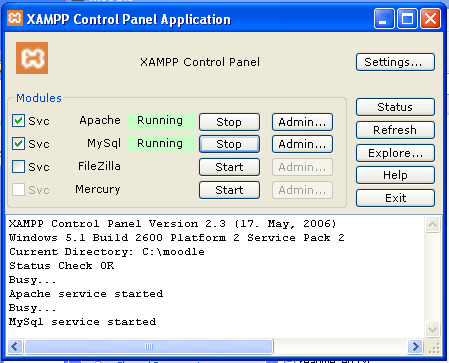 XAMPP Control Panel Application
XAMPP Control Panel
Settings...
Modules
Svc Apache Running Stop Admin...
Svc MySql Running Stop Admin...
Svc FileZilla Start Admin...
Svc Mercury Start Admin...
Status
Refresh
Explore...
Help
Exit
XAMPP Control Panel Version 2.3 (17. May, 2006)
Windows 5.1 Build 2600 Platform 2 Service Pack 2
Current Directory: C:\moodle
Status Check OK
Busy...
Apache service started
Busy...
MySql service started